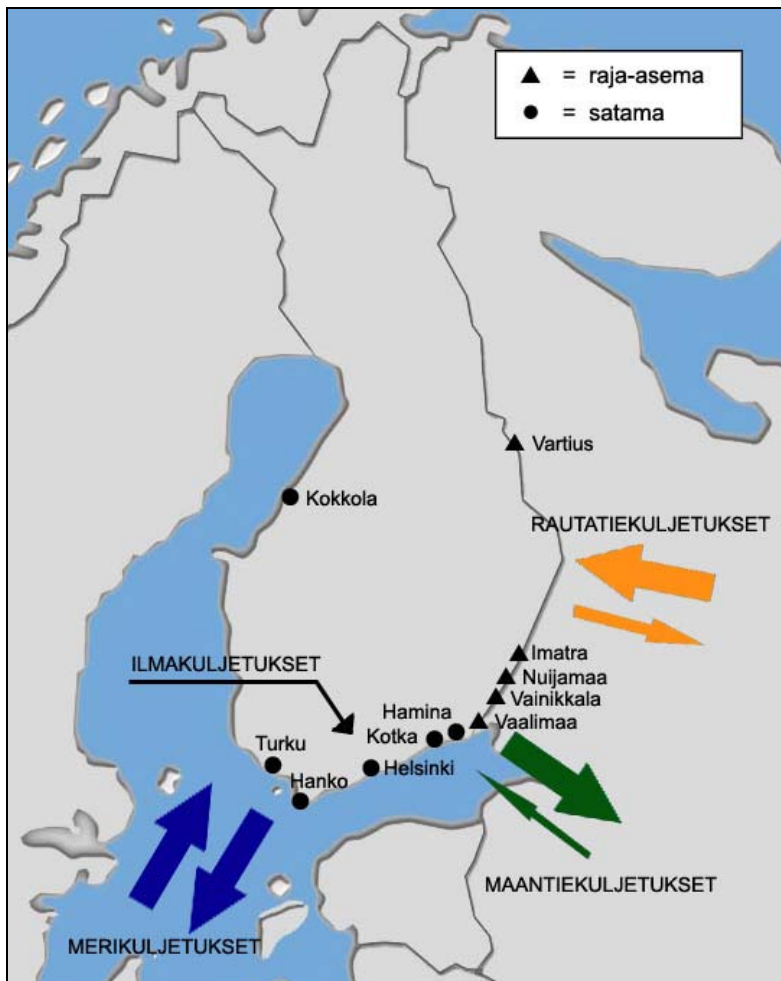 ▲ = raja-asema
● = satama
Vartius
Kokkola
RAUTATIEKULJETUKSET
Imatra
ILMAKULJETUKSET
Nuijamaa
Vainikkala
Hamina
Vaalimaa
Kotka
Turku
Helsinki
Hanko
MAANTIEKULJETUKSET
MERIKULJETUKSET